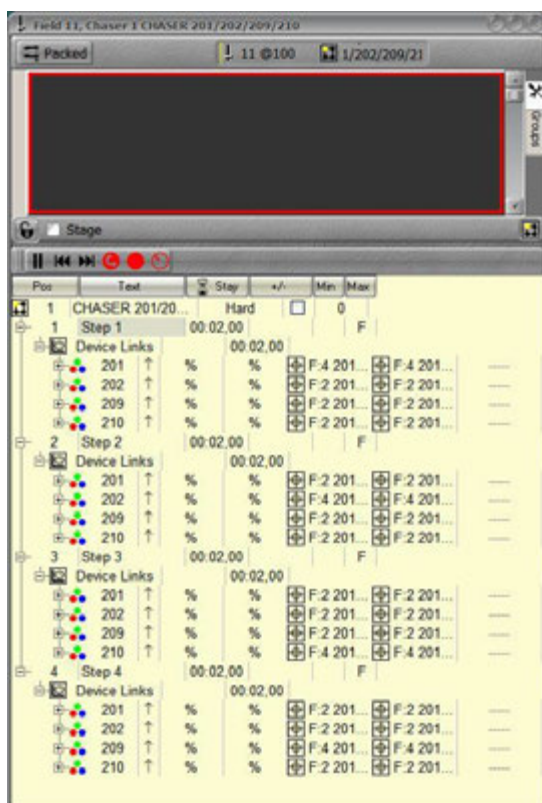 Field 11, Chaser 1 CHASER 201/202/209/210
Packed 11 @100 1/202/209/21
Groups
Stage
Pos Text Stay +/- Min Max
1 CHASER 201/20... Hard 0
1 Step 1 00:02,00 F
Device Links 00:02,00
201 ↑ % % F:4 201... F:4 201... -----
202 ↑ % % F:2 201... F:2 201... -----
209 ↑ % % F:2 201... F:2 201... -----
210 ↑ % % F:2 201... F:2 201... -----
2 Step 2 00:02,00 F
Device Links 00:02,00
201 ↑ % % F:2 201... F:2 201... -----
202 ↑ % % F:4 201... F:4 201... -----
209 ↑ % % F:2 201... F:2 201... -----
210 ↑ % % F:2 201... F:2 201... -----
3 Step 3 00:02,00 F
Device Links 00:02,00
201 ↑ % % F:2 201... F:2 201... -----
202 ↑ % % F:2 201... F:2 201... -----
209 ↑ % % F:2 201... F:2 201... -----
210 ↑ % % F:4 201... F:4 201... -----
4 Step 4 00:02,00 F
Device Links 00:02,00
201 ↑ % % F:2 201... F:2 201... -----
202 ↑ % % F:2 201... F:2 201... -----
209 ↑ % % F:4 201... F:4 201... -----
210 ↑ % % F:2 201... F:2 201... -----